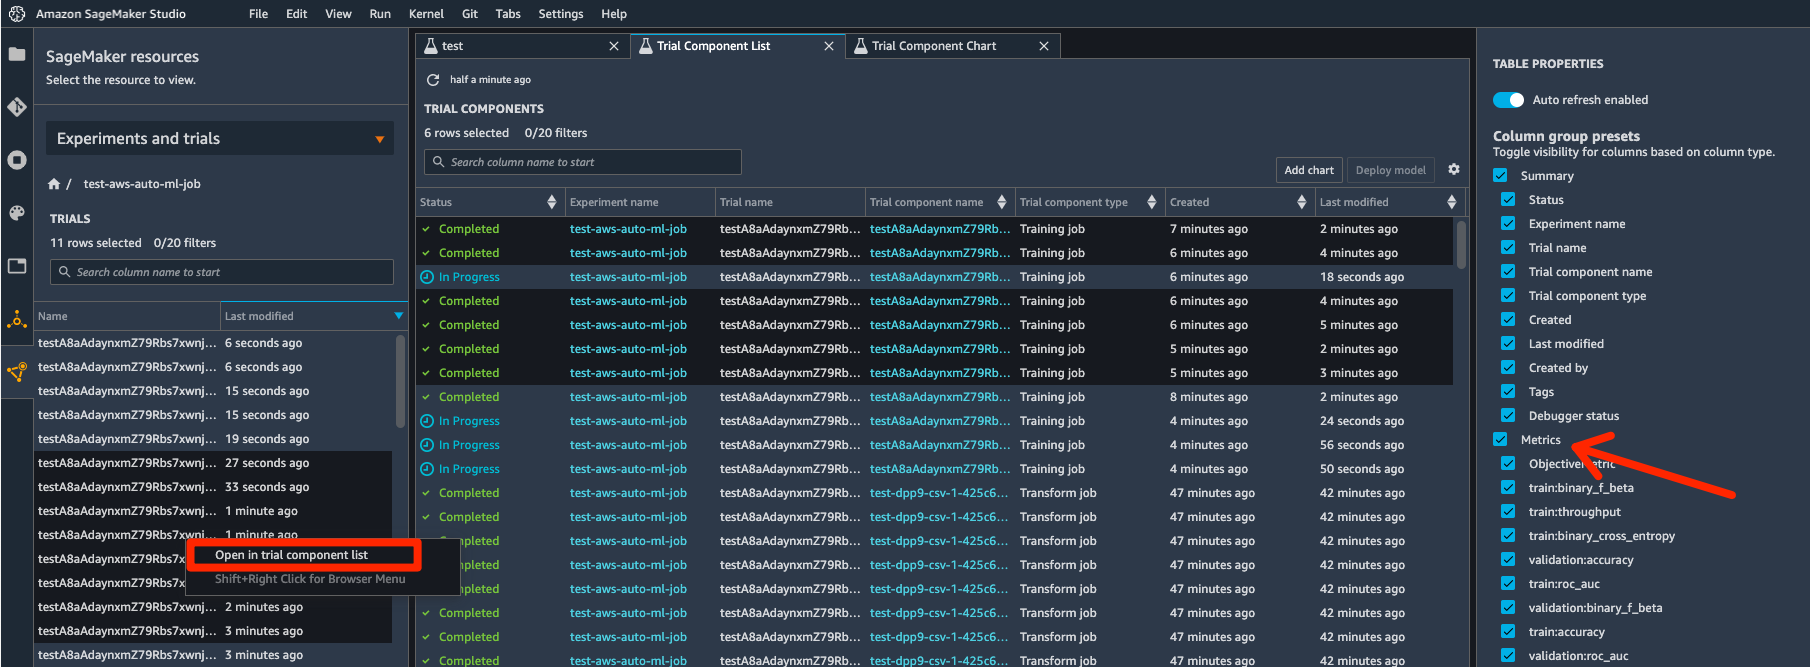 Amazon SageMaker Studio File Edit View Run Kernel Git Tabs Settings Help
SageMaker resources
Select the resource to view.
Experiments and trials
/ test-aws-auto-ml-job
TRIALS
11 rows selected 0/20 filters
Search column name to start
Name Last modified
testA8aAdaynxmZ79Rbs7xwnj... 6 seconds ago
testA8aAdaynxmZ79Rbs7xwnj... 6 seconds ago
testA8aAdaynxmZ79Rbs7xwnj... 15 seconds ago
testA8aAdaynxmZ79Rbs7xwnj... 15 seconds ago
testA8aAdaynxmZ79Rbs7xwnj... 19 seconds ago
testA8aAdaynxmZ79Rbs7xwnj... 27 seconds ago
testA8aAdaynxmZ79Rbs7xwnj... 33 seconds ago
testA8aAdaynxmZ79Rbs7xwnj... 1 minute ago
testA8aAdaynxmZ79Rbs7xwnj... 1 minute ago
testA8aAdaynxmZ79Rbs7xw
testA8aAdaynxmZ79Rbs7xw
testA8aAdaynxmZ79Rbs7xwnj... 2 minutes ago
testA8aAdaynxmZ79Rbs7xwnj... 3 minutes ago
testA8aAdaynxmZ79Rbs7xwnj... 3 minutes ago
Open in trial component list
Shift+Right Click for Browser Menu
test
Trial Component List
Trial Component Chart
half a minute ago
TRIAL COMPONENTS
6 rows selected 0/20 filters
Search column name to start
Add chart
Deploy model
Status Experiment name Trial name Trial component name Trial component type Created Last modified
Completed test-aws-auto-ml-job testA8aAdaynxmZ79Rb... testA8aAdaynxmZ79Rb... Training job 7 minutes ago 2 minutes ago
Completed test-aws-auto-ml-job testA8aAdaynxmZ79Rb... testA8aAdaynxmZ79Rb... Training job 6 minutes ago 4 minutes ago
In Progress test-aws-auto-ml-job testA8aAdaynxmZ79Rb... testA8aAdaynxmZ79Rb... Training job 6 minutes ago 18 seconds ago
Completed test-aws-auto-ml-job testA8aAdaynxmZ79Rb... testA8aAdaynxmZ79Rb... Training job 6 minutes ago 4 minutes ago
Completed test-aws-auto-ml-job testA8aAdaynxmZ79Rb... testA8aAdaynxmZ79Rb... Training job 6 minutes ago 5 minutes ago
Completed test-aws-auto-ml-job testA8aAdaynxmZ79Rb... testA8aAdaynxmZ79Rb... Training job 5 minutes ago 2 minutes ago
Completed test-aws-auto-ml-job testA8aAdaynxmZ79Rb... testA8aAdaynxmZ79Rb... Training job 5 minutes ago 3 minutes ago
Completed test-aws-auto-ml-job testA8aAdaynxmZ79Rb... testA8aAdaynxmZ79Rb... Training job 8 minutes ago 2 minutes ago
In Progress test-aws-auto-ml-job testA8aAdaynxmZ79Rb... testA8aAdaynxmZ79Rb... Training job 4 minutes ago 24 seconds ago
In Progress test-aws-auto-ml-job testA8aAdaynxmZ79Rb... testA8aAdaynxmZ79Rb... Training job 4 minutes ago 56 seconds ago
In Progress test-aws-auto-ml-job testA8aAdaynxmZ79Rb... testA8aAdaynxmZ79Rb... Training job 4 minutes ago 50 seconds ago
Completed test-aws-auto-ml-job testA8aAdaynxmZ79Rb... test-dpp9-csv-1-425c6... Transform job 47 minutes ago 42 minutes ago
Completed test-aws-auto-ml-job testA8aAdaynxmZ79Rb... test-dpp9-csv-1-425c6... Transform job 47 minutes ago 42 minutes ago
Completed test-aws-auto-ml-job testA8aAdaynxmZ79Rb... test-dpp9-csv-1-425c6... Transform job 47 minutes ago 42 minutes ago
Completed test-aws-auto-ml-job testA8aAdaynxmZ79Rb... test-dpp9-csv-1-425c6... Transform job 47 minutes ago 42 minutes ago
Completed test-aws-auto-ml-job testA8aAdaynxmZ79Rb... test-dpp9-csv-1-425c6... Transform job 47 minutes ago 42 minutes ago
Completed test-aws-auto-ml-job testA8aAdaynxmZ79Rb... test-dpp9-csv-1-425c6... Transform job 47 minutes ago 42 minutes ago
Completed test-aws-auto-ml-job testA8aAdaynxmZ79Rb... test-dpp9-csv-1-425c6... Transform job 47 minutes ago 42 minutes ago
Completed test-aws-auto-ml-job testA8aAdaynxmZ79Rb... test-dpp9-csv-1-425c6... Transform job 47 minutes ago 42 minutes ago
TABLE PROPERTIES
Auto refresh enabled
Column group presets
Toggle visibility for columns based on column type.
Summary
Status
Experiment name
Trial name
Trial component name
Trial component type
Created
Last modified
Created by
Tags
Debugger status
Metrics
ObjectiveMetric
train:binary_f_beta
train:throughput
train:binary_cross_entropy
validation:accuracy
train:roc_auc
validation:binary_f_beta
train:accuracy
validation:roc_auc